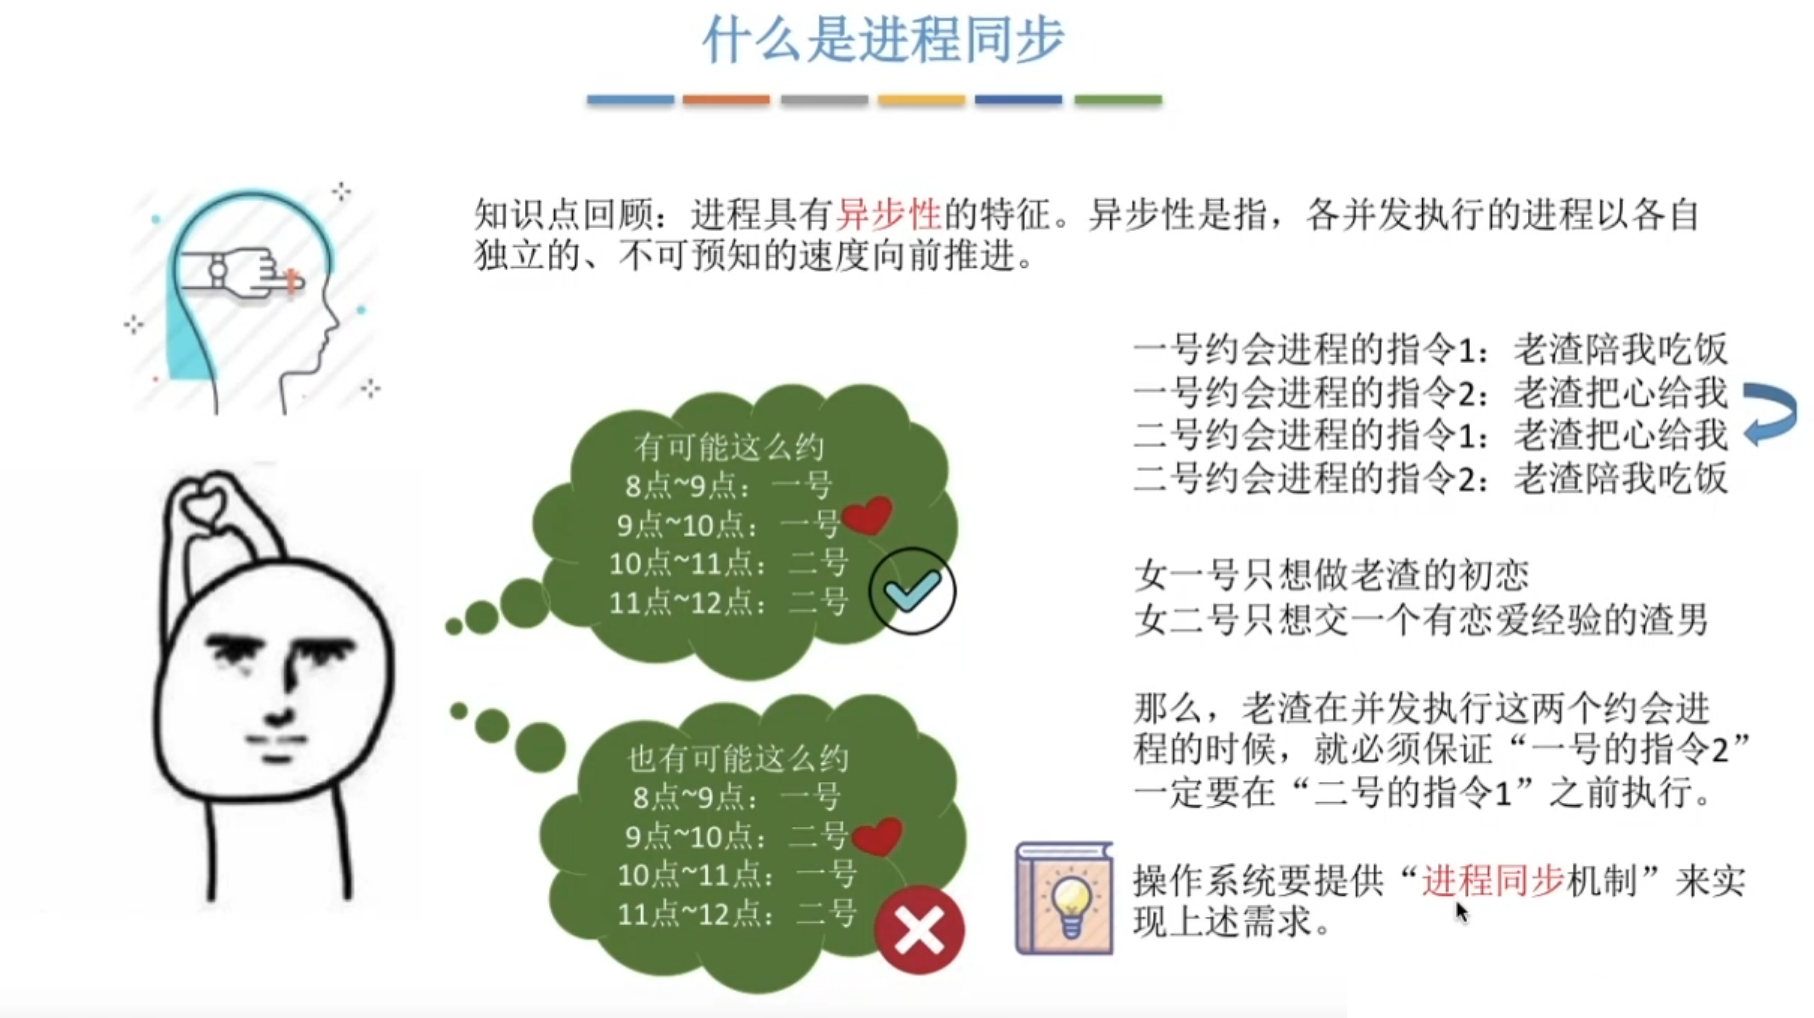 什么是进程同步
知识点回顾：进程具有异步性的特征。异步性是指，各并发执行的进程以各自
独立的、不可预知的速度向前推进。
一号约会进程的指令1：老渣陪我吃饭
一号约会进程的指令2：老渣把心给我
二号约会进程的指令1：老渣把心给我
二号约会进程的指令2：老渣陪我吃饭
有可能这么约
8点~9点：一号
9点~10点：一号
10点~11点：二号
11点~12点：二号
女一号只想做老渣的初恋
女二号只想交一个有恋爱经验的渣男
那么，老渣在并发执行这两个约会进
程的时候，就必须保证“一号的指令2”
一定要在“二号的指令1”之前执行。
也有可能这么约
8点~9点：一号
9点~10点：二号
10点~11点：一号
11点~12点：二号
操作系统要提供“进程同步机制”来实
现上述需求。